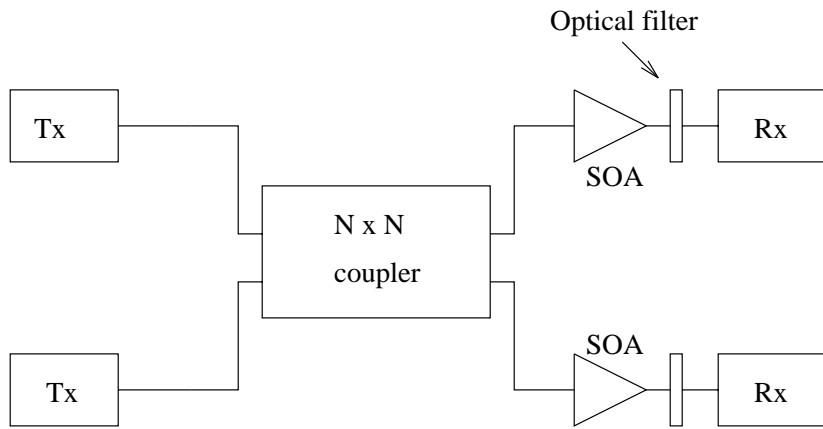 Optical filter
Tx
Rx
SOA
N x N
coupler
SOA
Tx
Rx